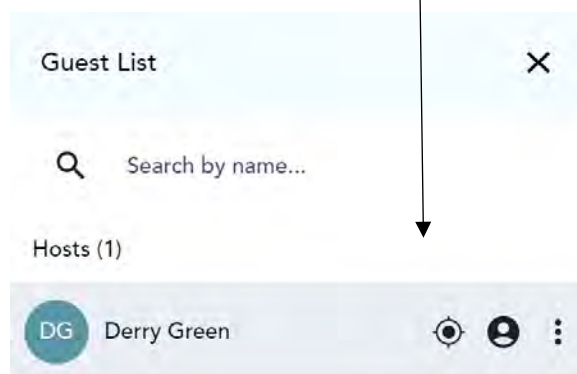 Guest List
Search by name...
Hosts (1)
DG Derry Green